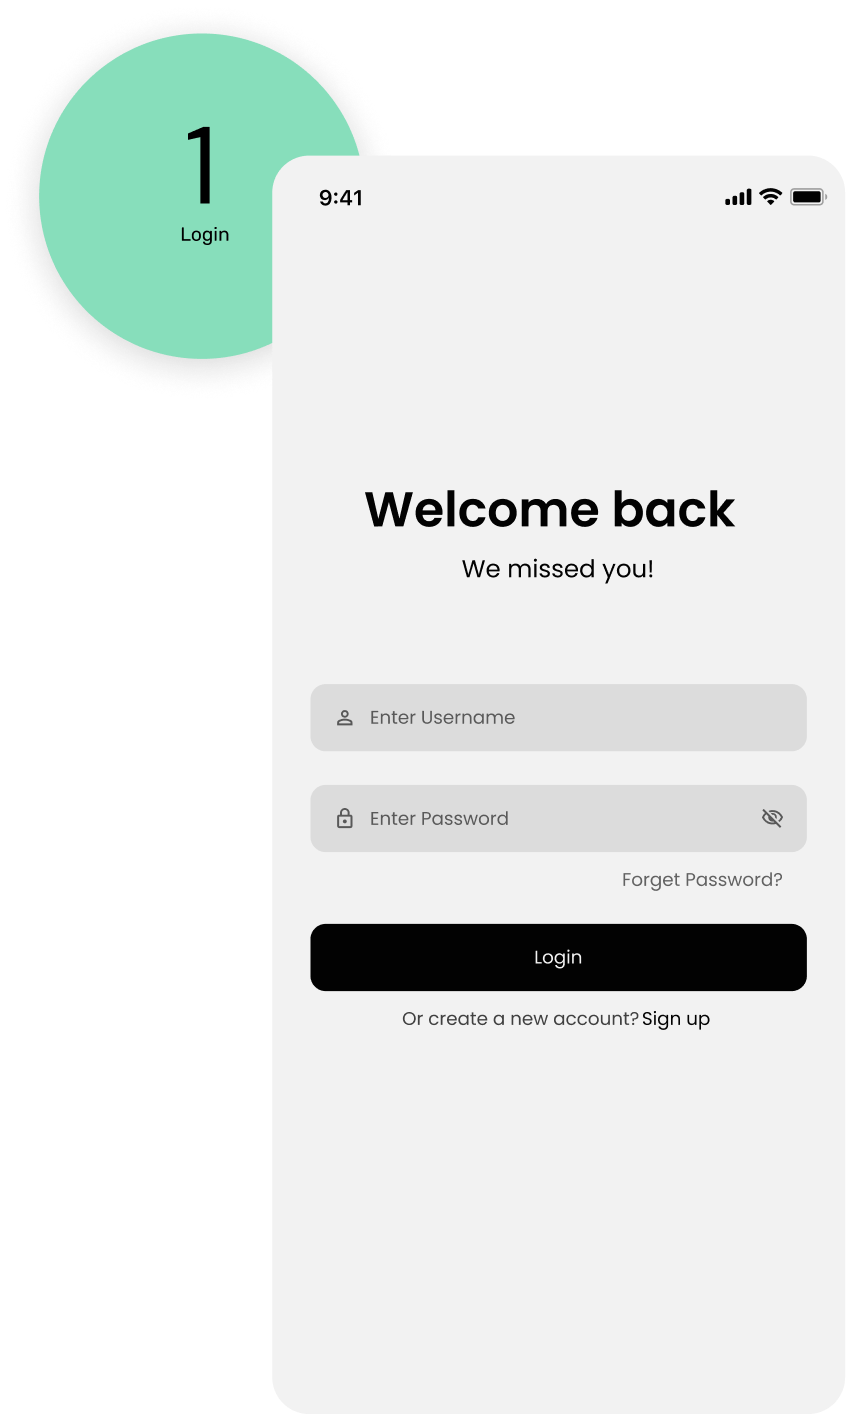 1
Login
9:41
Welcome back
We missed you!
Enter Username
Enter Password
Forget Password?
Login
Or create a new account? Sign up